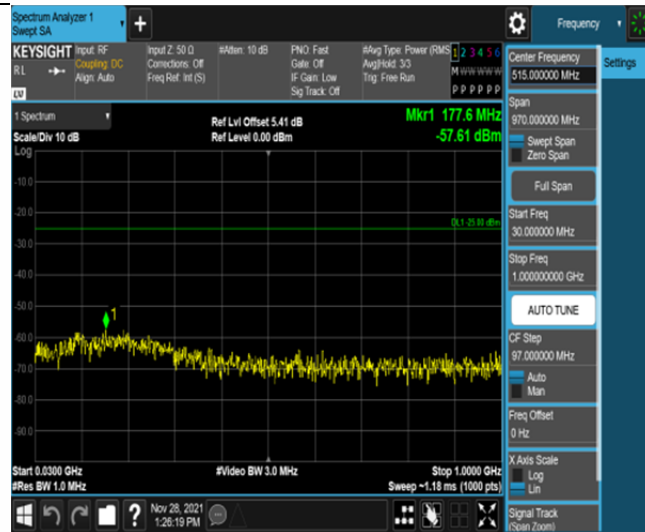 Spectrum Analyzer 1
Swept SA
Frequency
KEYSIGHT
Input: RF
Coupling: DC
Align: Auto
Input Z: 50 Ω
Corrections: Off
Freq Ref: Int (S)
#Atten: 10 dB
PNO: Fast
Gate: Off
IF Gain: Low
Sig Track: Off
#Avg Type: Power (RMS
Avg|Hold: 3/3
Trig: Free Run
1 2 3 4 5 6
M W W W W W
P P P P P P
R L
LXI
Center Frequency
515.000000 MHz
Settings
Span
970.000000 MHz
Swept Span
Zero Span
Full Span
Start Freq
30.000000 MHz
Stop Freq
1.000000000 GHz
AUTO TUNE
CF Step
97.000000 MHz
Auto
Man
Freq Offset
0 Hz
X Axis Scale
Log
Lin
Signal Track
(Span Zoom)
1 Spectrum
Scale/Div 10 dB
Log
Ref Lvl Offset 5.41 dB
Ref Level 0.00 dBm
Mkr1 177.6 MHz
-57.61 dBm
-10.0
-20.0
DL1 -25.00 dBm
-30.0
-40.0
-50.0
1
-60.0
-70.0
-80.0
-90.0
Start 0.0300 GHz
#Res BW 1.0 MHz
#Video BW 3.0 MHz
Stop 1.0000 GHz
Sweep ~1.18 ms (1000 pts)
?
Nov 28, 2021
1:26:19 PM